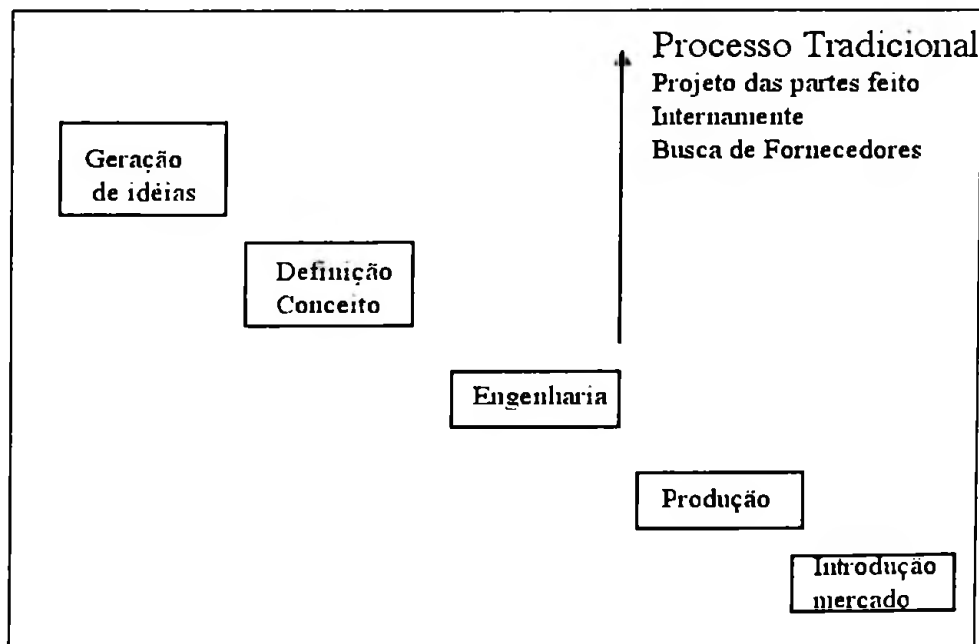 Processo Tradicional
Projeto das partes feito
Internamente
Busca de Fornecedores
Geração
de idéias
Definição
Conceito
Engenharia
Produção
Introdução
mercado